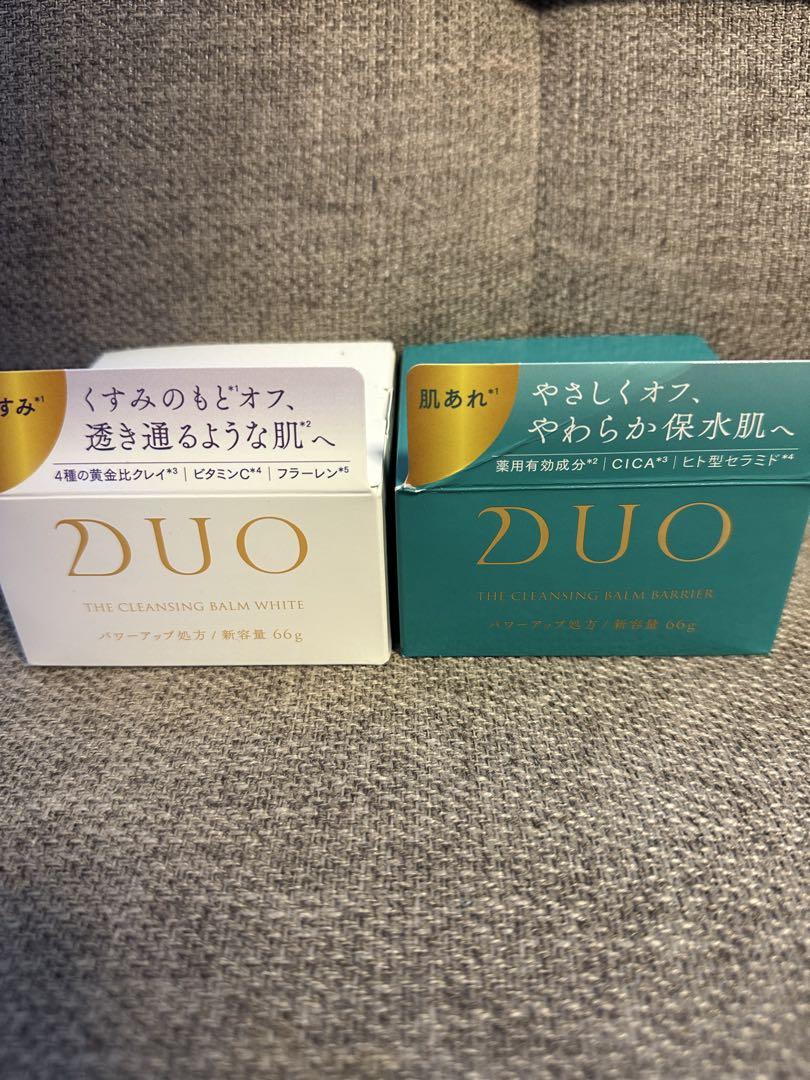 すみ*1
くすみのもと*1オフ、
透き通るような肌*2へ
4種の黄金比クレイ*3|ビタミンC*4|フラーレン*5
DUO
THE CLEANSING BALM WHITE
パワーアップ処方/新容量 66g
肌あれ*1
やさしくオフ、
やわらか保水肌へ
薬用有効成分*2|CICA*3|ヒト型セラミド*4
DUO
THE CLEANSING BALM BARRIER
パワーアップ処方/新容量 66g